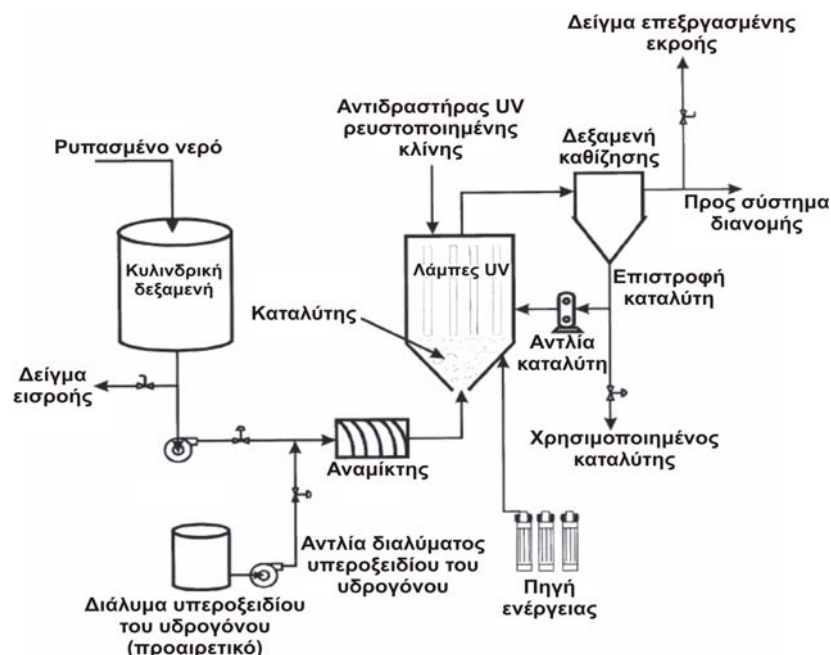 Δείγμα επεξργασμένης
εκροής
Αντιδραστήρας UV
ρευστοποιημένης
κλίνης
Δεξαμενή
καθίζησης
Ρυπασμένο νερό
Προς σύστημα
διανομής
Κυλινδρική
δεξαμενή
Λάμπες UV
Επιστροφή
καταλύτη
Καταλύτης
Αντλία
καταλύτη
Δείγμα
εισροής
Χρησιμοποιημένος
καταλύτης
Αναμίκτης
Αντλία διαλύματος
υπεροξειδίου του
υδρογόνου
Πηγή
ενέργειας
Διάλυμα υπεροξειδίου
του υδρογόνου
(προαιρετικό)